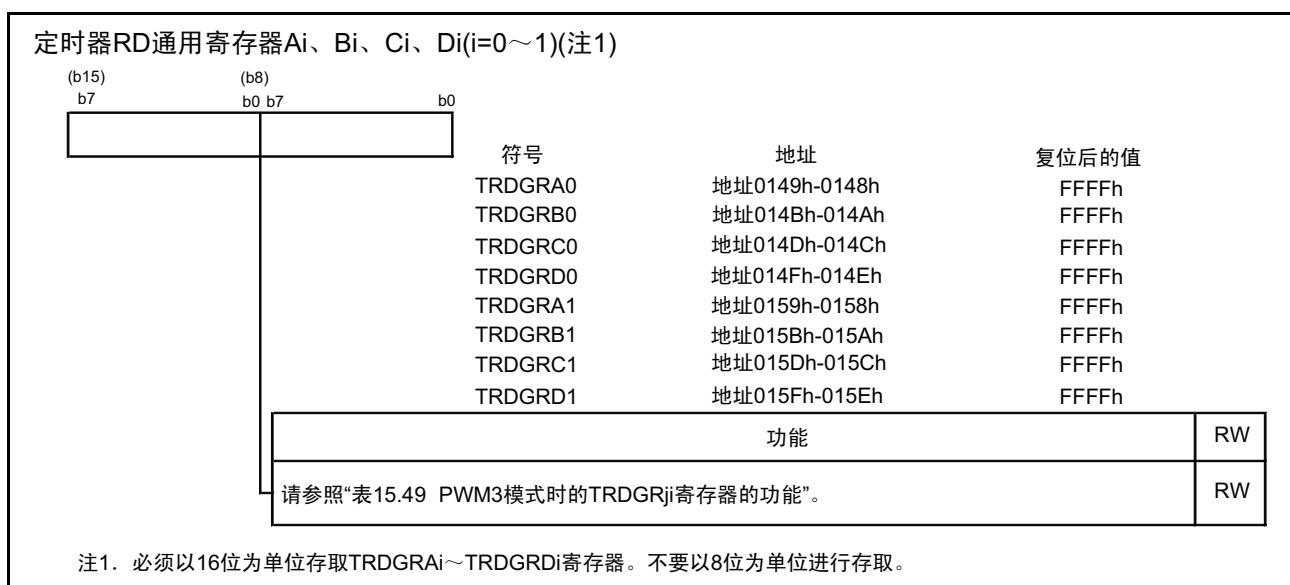 定时器RD通用寄存器Ai、Bi、Ci、Di(i=0～1)(注1)
(b15) (b8)
b7 b0 b7 b0
符号 地址 复位后的值
TRDGRA0 地址0149h-0148h FFFFh
TRDGRB0 地址014Bh-014Ah FFFFh
TRDGRC0 地址014Dh-014Ch FFFFh
TRDGRD0 地址014Fh-014Eh FFFFh
TRDGRA1 地址0159h-0158h FFFFh
TRDGRB1 地址015Bh-015Ah FFFFh
TRDGRC1 地址015Dh-015Ch FFFFh
TRDGRD1 地址015Fh-015Eh FFFFh
功能 RW
请参照“表15.49 PWM3模式时的TRDGRji寄存器的功能”。 RW
注1. 必须以16位为单位存取TRDGRAi～TRDGRDi寄存器。不要以8位为单位进行存取。